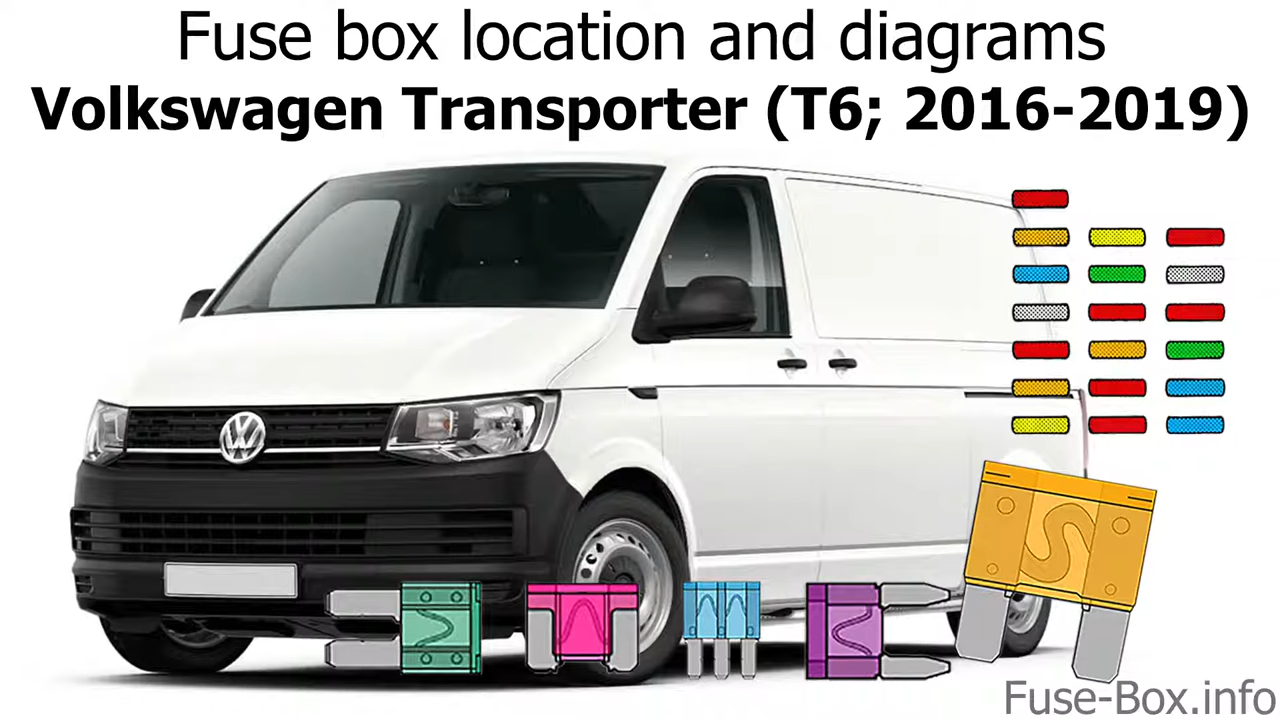 Fuse box location and diagrams
Volkswagen Transporter (T6; 2016-2019)
Fuse-Box.info